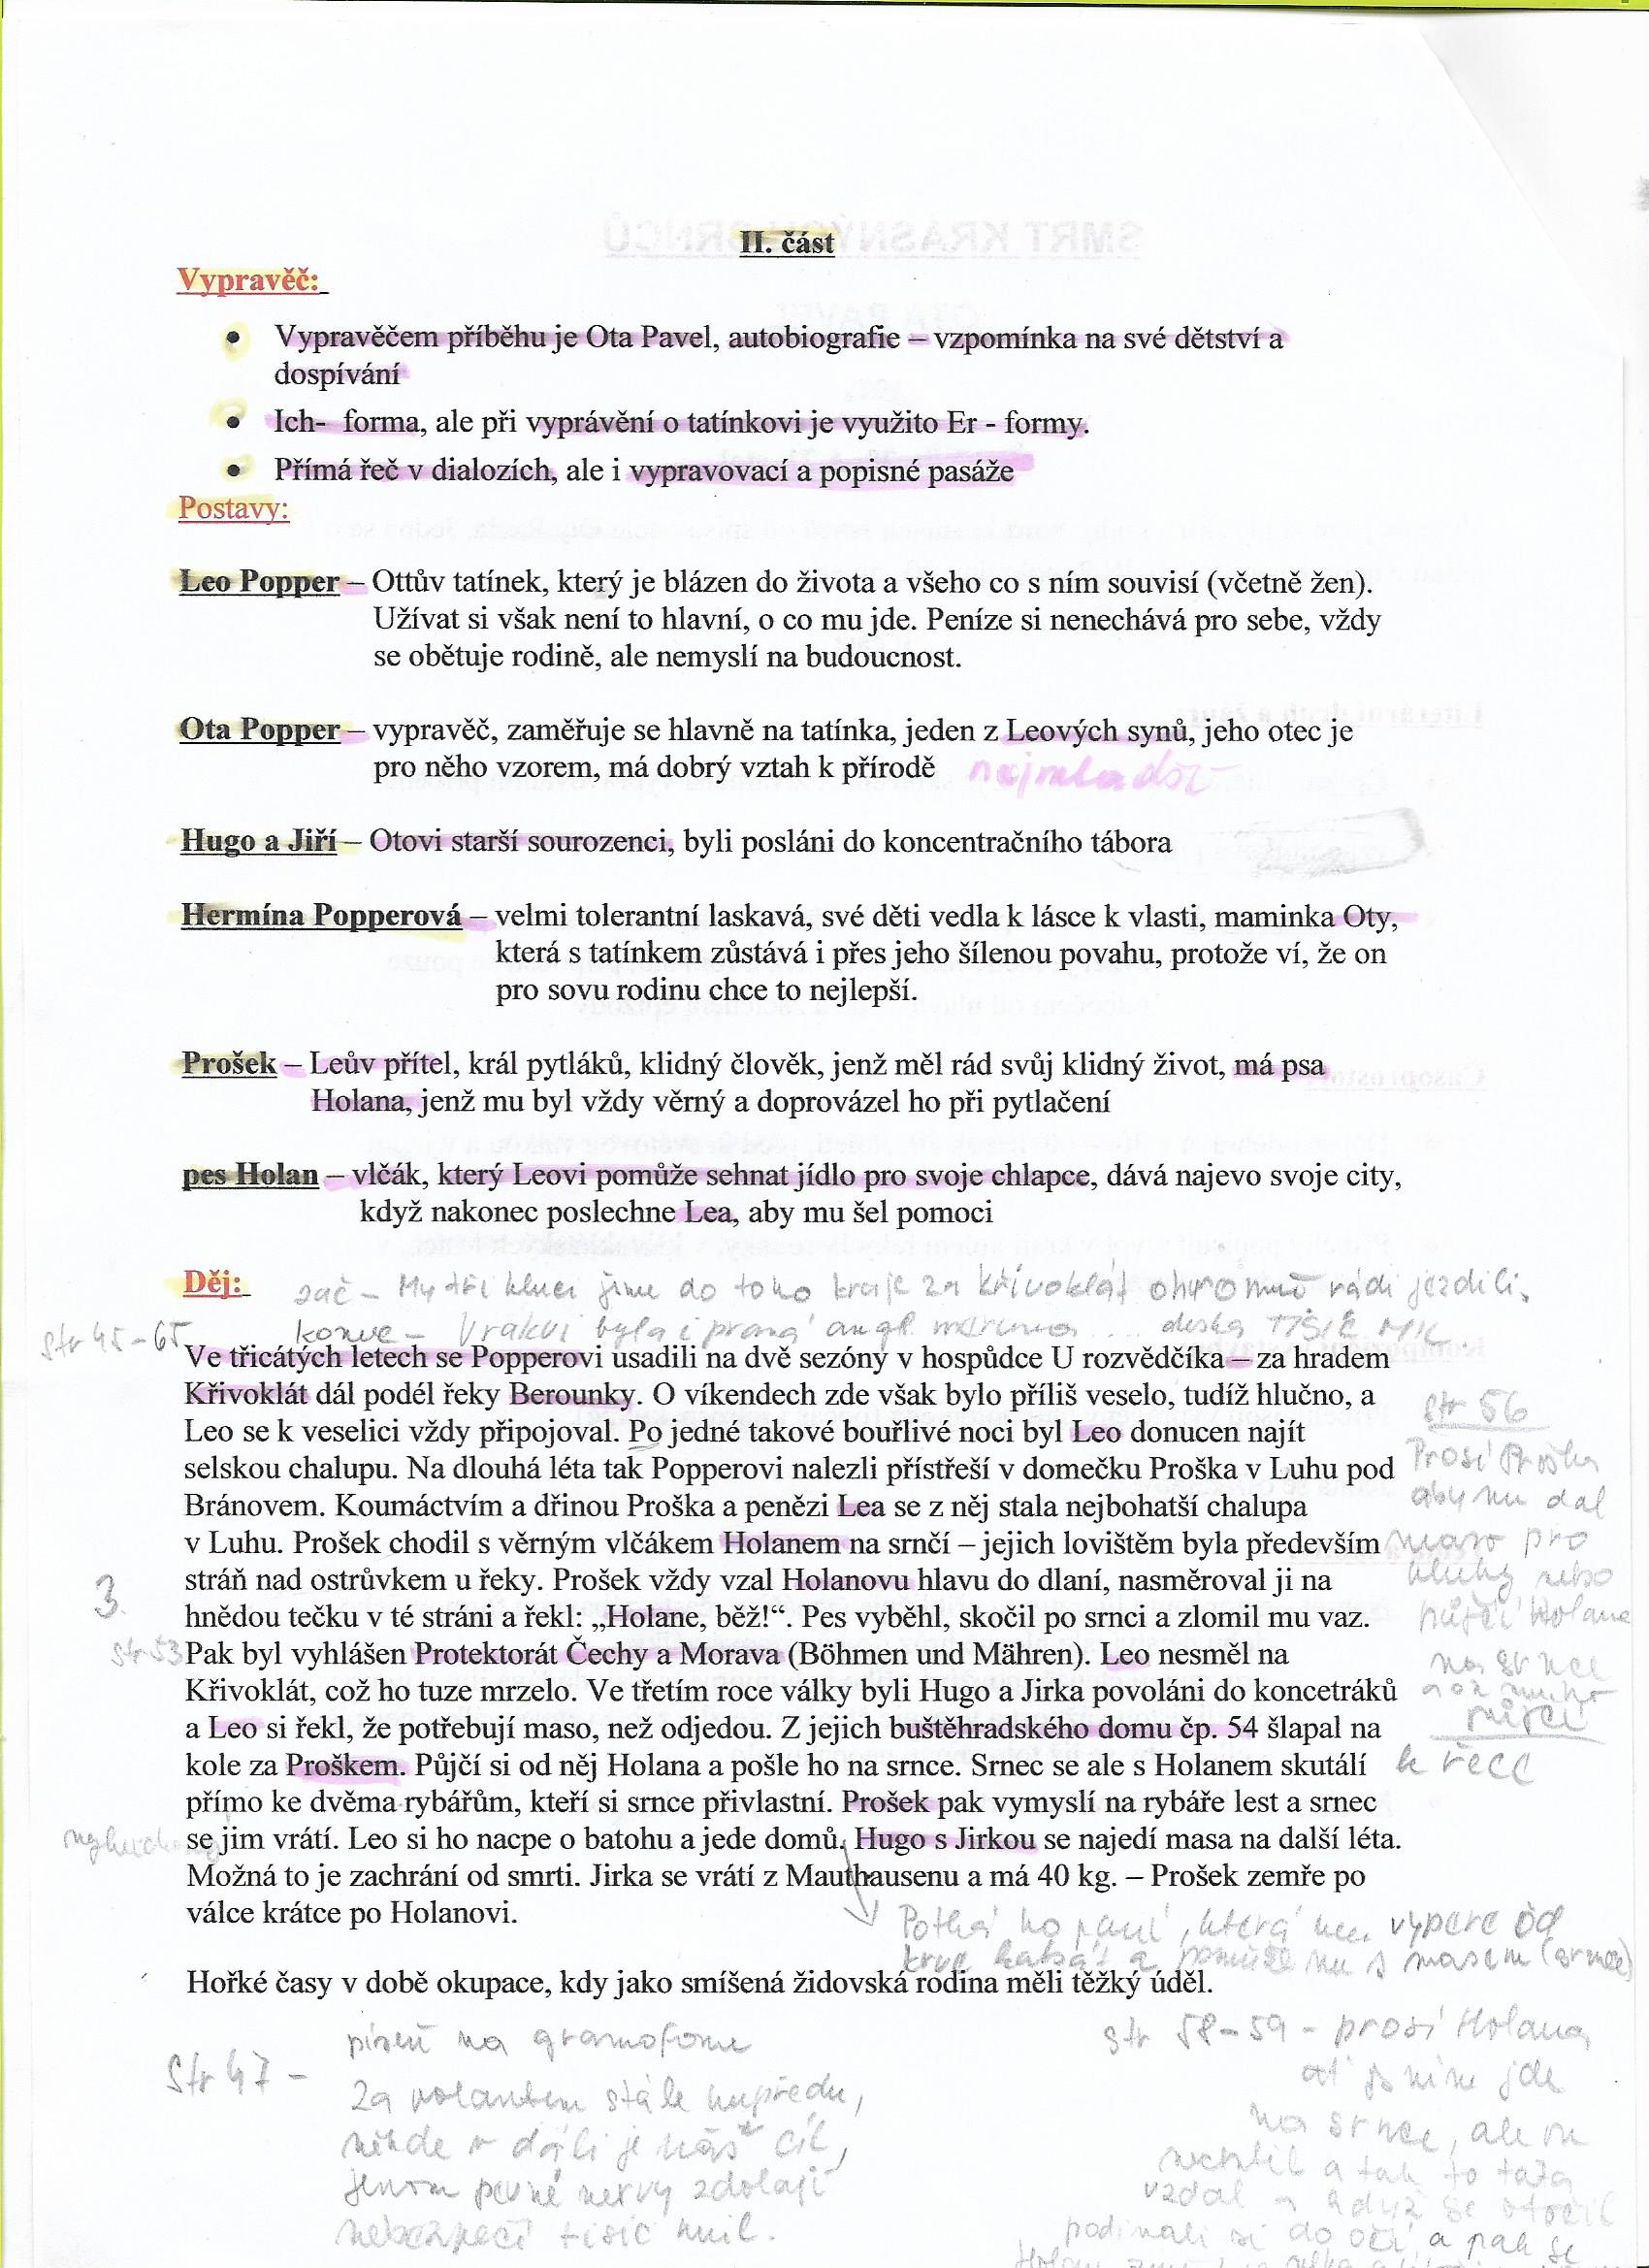 II. část
Vypravěč:
• Vypravěčem příběhu je Ota Pavel, autobiografie – vzpomínka na své dětství a
dospívání
• Ich- forma, ale při vyprávění o tatínkovi je využito Er - formy.
• Přímá řeč v dialozích, ale i vypravovací a popisné pasáže
Postavy:
Leo Popper – Ottův tatínek, který je blázen do života a všeho co s ním souvisí (včetně žen).
Užívat si však není to hlavní, o co mu jde. Peníze si nenechává pro sebe, vždy
se obětuje rodině, ale nemyslí na budoucnost.
Ota Popper – vypravěč, zaměřuje se hlavně na tatínka, jeden z Leových synů, jeho otec je
pro něho vzorem, má dobrý vztah k přírodě nejmladší
Hugo a Jiří – Otovi starší sourozenci, byli posláni do koncentračního tábora
Hermína Popperová – velmi tolerantní laskavá, své děti vedla k lásce k vlasti, maminka Oty,
která s tatínkem zůstává i přes jeho šílenou povahu, protože ví, že on
pro sovu rodinu chce to nejlepší.
Prošek – Leův přítel, král pytláků, klidný člověk, jenž měl rád svůj klidný život, má psa
Holana, jenž mu byl vždy věrný a doprovázel ho při pytlačení
pes Holan – vlčák, který Leovi pomůže sehnat jídlo pro svoje chlapce, dává najevo svoje city,
když nakonec poslechne Lea, aby mu šel pomoci
Děj: zač – My tři kluci jsme do toho kraje za Křivoklát ohromně rádi jezdili.
str 45-65 konec – V rakvi byla i pravá angl. .... deska
Ve třicátých letech se Popperovi usadili na dvě sezóny v hospůdce U rozvědčíka – za hradem
Křivoklát dál podél řeky Berounky. O víkendech zde však bylo příliš veselo, tudíž hlučno, a
Leo se k veselici vždy připojoval. Po jedné takové bouřlivé noci byl Leo donucen najít
selskou chalupu. Na dlouhá léta tak Popperovi nalezli přístřeší v domečku Proška v Luhu pod
Bránovem. Koumáctvím a dřinou Proška a penězi Lea se z něj stala nejbohatší chalupa
v Luhu. Prošek chodil s věrným vlčákem Holanem na srnčí – jejich lovištěm byla především
stráň nad ostrůvkem u řeky. Prošek vždy vzal Holanovu hlavu do dlaní, nasměroval ji na
hnědou tečku v té stráni a řekl: „Holane, běž!“. Pes vyběhl, skočil po srnci a zlomil mu vaz.
Pak byl vyhlášen Protektorát Čechy a Morava (Böhmen und Mähren). Leo nesměl na
Křivoklát, což ho tuze mrzelo. Ve třetím roce války byli Hugo a Jirka povoláni do koncetráků
a Leo si řekl, že potřebují maso, než odjedou. Z jejich buštěhradského domu čp. 54 šlapal na
kole za Proškem. Půjčí si od něj Holana a pošle ho na srnce. Srnec se ale s Holanem skutálí
přímo ke dvěma rybářům, kteří si srnce přivlastní. Prošek pak vymyslí na rybáře lest a srnec
se jim vrátí. Leo si ho nacpe o batohu a jede domů. Hugo s Jirkou se najedí masa na další léta.
Možná to je zachrání od smrti. Jirka se vrátí z Mauthausenu a má 40 kg. – Prošek zemře po
válce krátce po Holanovi.
3.
str 53
str 56
Prosí Proška
aby mu dal
maso pro
kluky nebo
půjčí Holana
na srnce
půjčí
k řece
Potká ho paní, která mu vypere od
krve kabát a pomůže mu s masem (srnce)
Hořké časy v době okupace, kdy jako smíšená židovská rodina měli těžký úděl.
str 47 – píseň na gramofonu
Za volantem stále kupředu,
někde v dáli je náš cíl,
jenom pevné nervy zdolají
nebezpečí tisíc mil.
str 58-59 – prosí Holana
ať s ním jde
na srnce, ale on
nechtěl a tak to táta
vzdal a když se otočil
podívali si do očí, a pak se